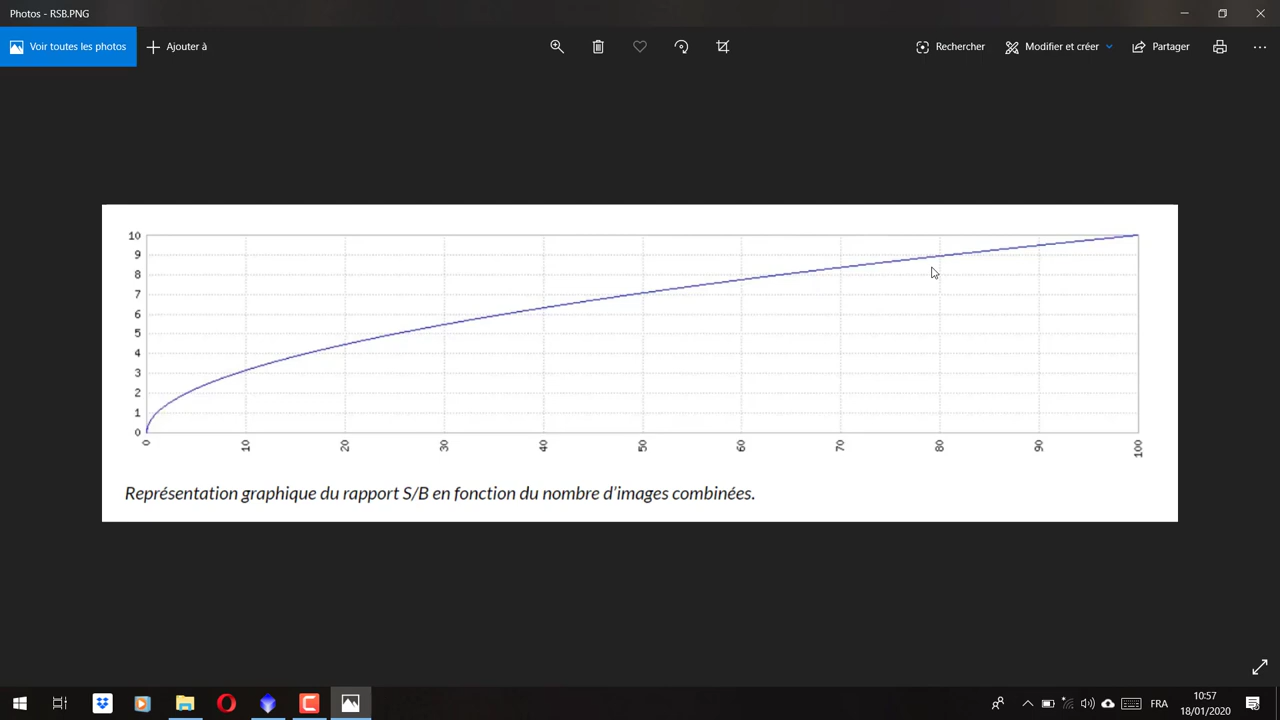 Photos - RSB.PNG
Voir toutes les photos
Ajouter à
Rechercher
Modifier et créer
Partager
10
9
8
7
6
5
4
3
2
1
0
0 10 20 30 40 50 60 70 80 90 100
Représentation graphique du rapport S/B en fonction du nombre d'images combinées.
FRA
10:57
18/01/2020